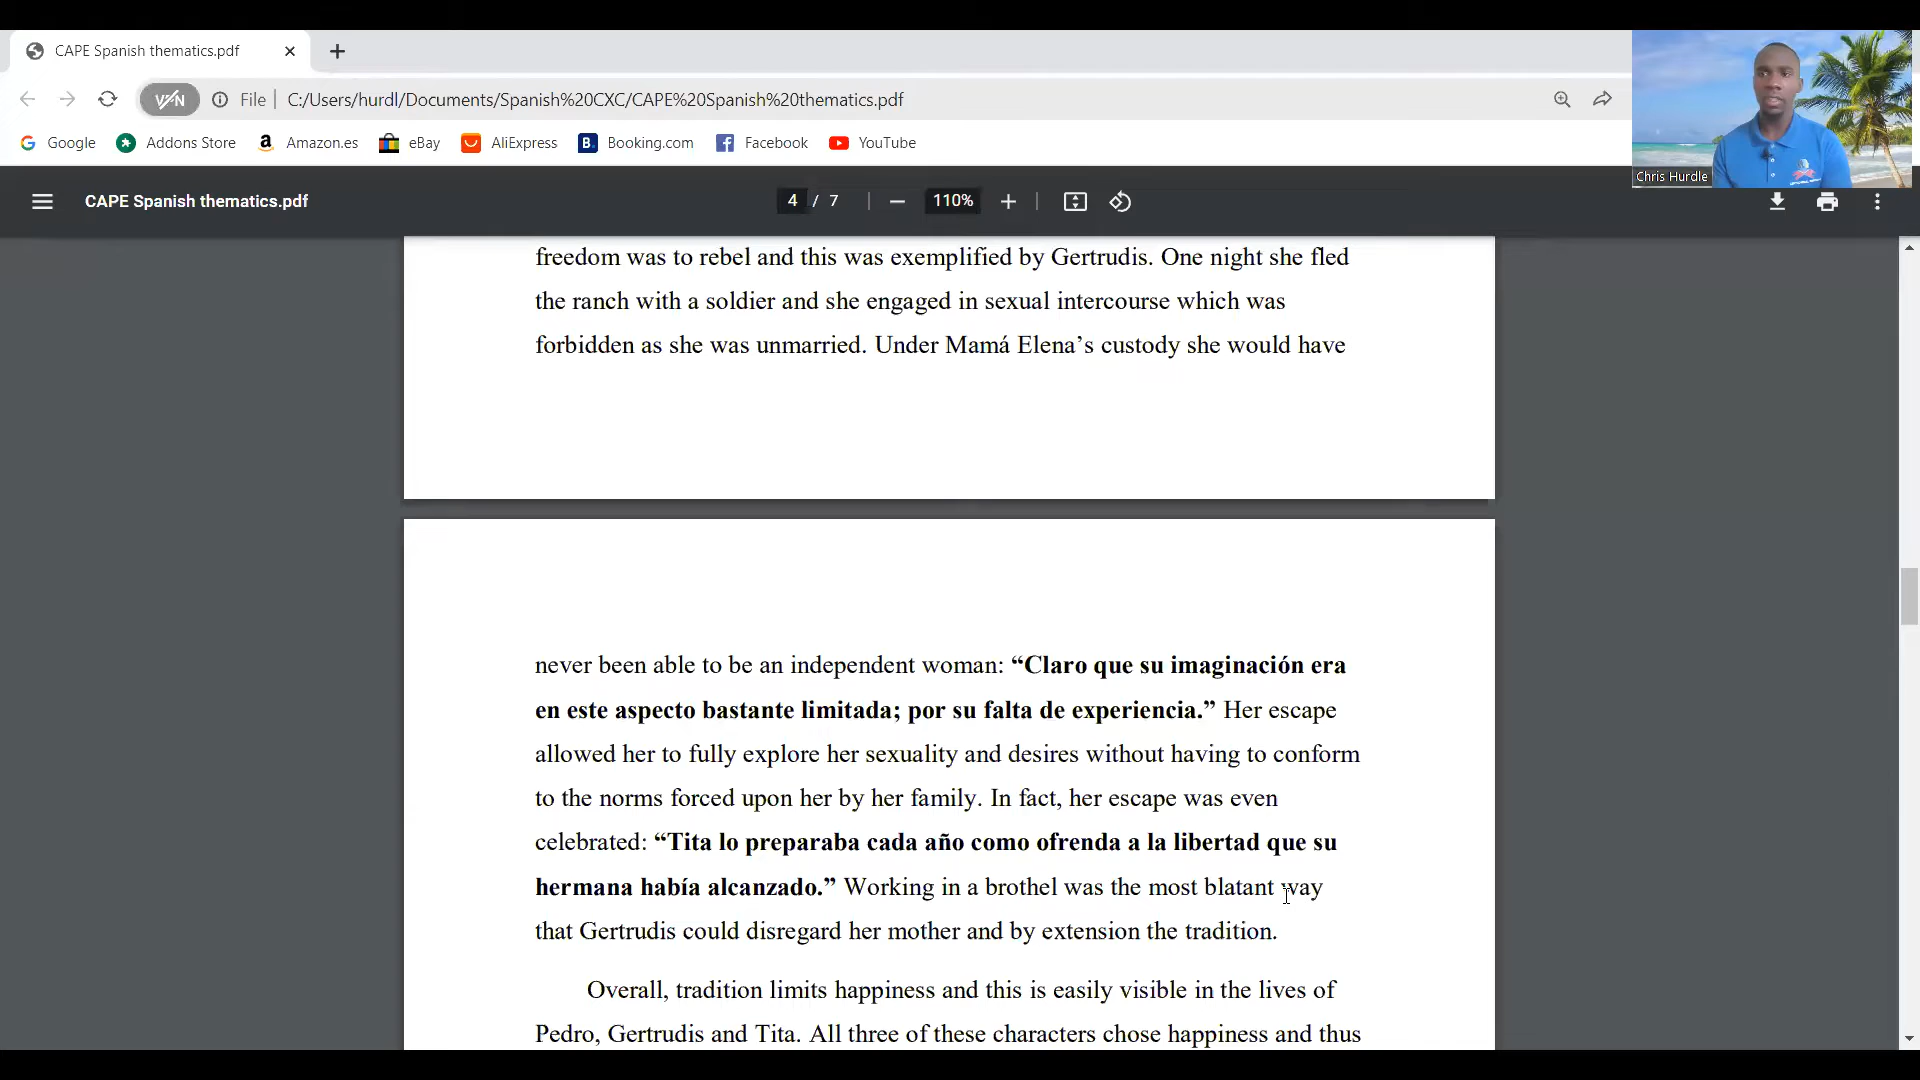 CAPE Spanish thematics.pdf
VPN File C:/Users/hurdl/Documents/Spanish%20CXC/CAPE%20Spanish%20thematics.pdf
Google Addons Store Amazon.es eBay AliExpress Booking.com Facebook YouTube
Chris Hurdle
CAPE Spanish thematics.pdf 4 / 7 110%
freedom was to rebel and this was exemplified by Gertrudis. One night she fled
the ranch with a soldier and she engaged in sexual intercourse which was
forbidden as she was unmarried. Under Mamá Elena’s custody she would have
never been able to be an independent woman: “Claro que su imaginación era
en este aspecto bastante limitada; por su falta de experiencia.” Her escape
allowed her to fully explore her sexuality and desires without having to conform
to the norms forced upon her by her family. In fact, her escape was even
celebrated: “Tita lo preparaba cada año como ofrenda a la libertad que su
hermana había alcanzado.” Working in a brothel was the most blatant way
that Gertrudis could disregard her mother and by extension the tradition.
Overall, tradition limits happiness and this is easily visible in the lives of
Pedro, Gertrudis and Tita. All three of these characters chose happiness and thus